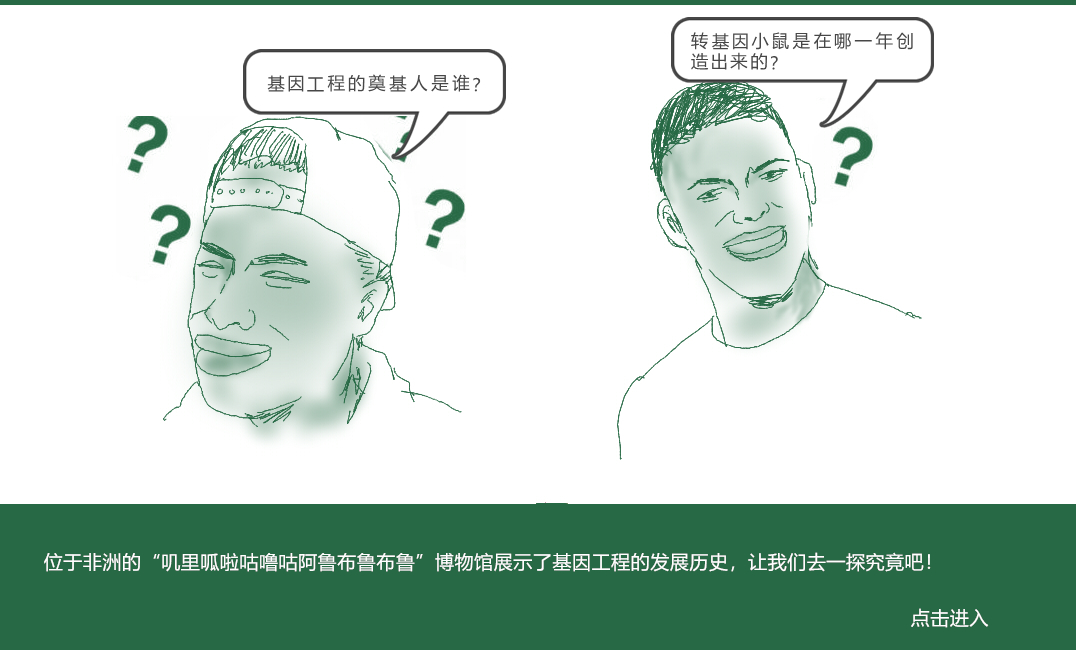 基因工程的奠基人是谁？
转基因小鼠是在哪一年创
造出来的？
?
?
?
?
位于非洲的“叽里呱啦咕噜咕阿鲁布鲁布鲁”博物馆展示了基因工程的发展历史，让我们去一探究竟吧！
点击进入